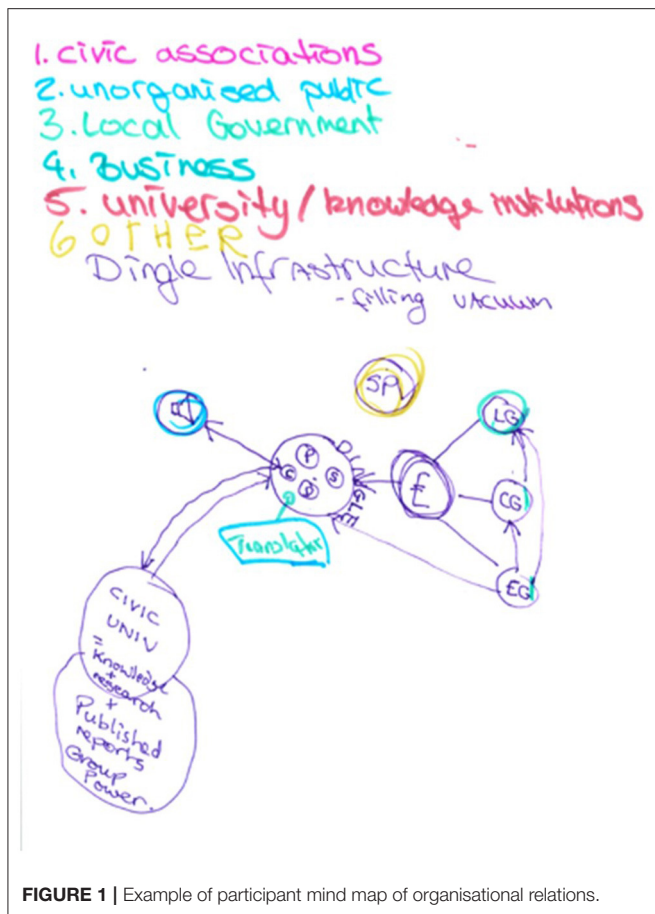 1. civic associations
2. unorganised public
3. Local Government
4. Business
5. university / knowledge institutions
6 OTHER
Dingle Infrastructure
- filling vacuum
SP
LG
DINGLE
P
S
C
£
CG
Translator
EG
CIVIC
UNIV
= Knowledge
+
research
+
Published
reports
Group
Power.
FIGURE 1 | Example of participant mind map of organisational relations.